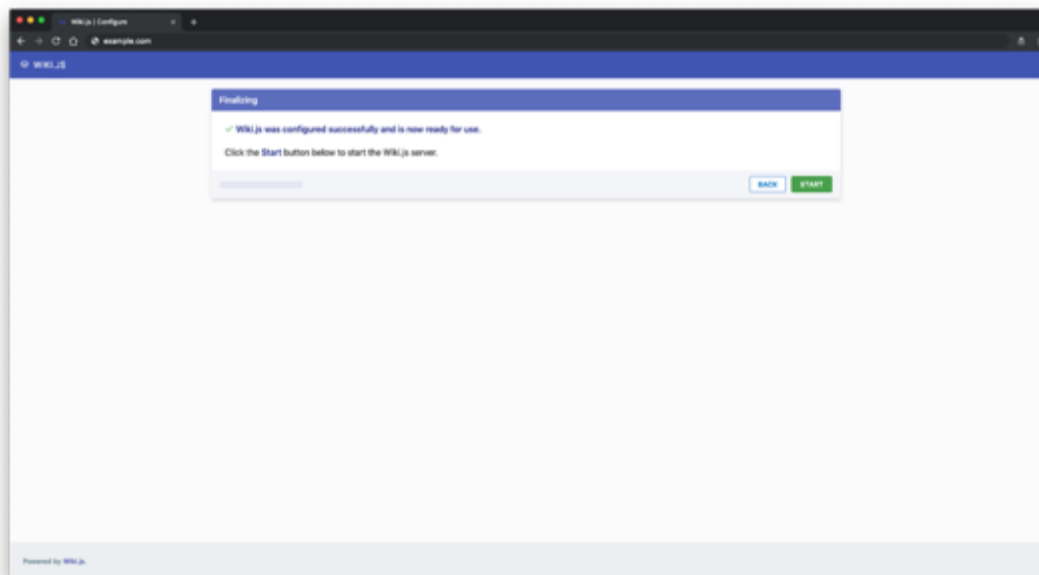 Wiki.js | Configure
example.com
WIKI.JS
Finalizing
Wiki.js was configured successfully and is now ready for use.
Click the Start button below to start the Wiki.js server.
BACK START
Powered by Wiki.js.